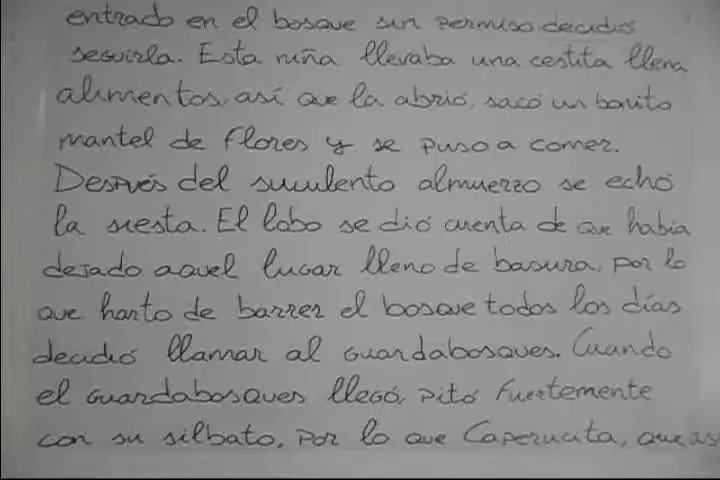 entrado en el bosque sin permiso decidió
seguirla. Esta niña llevaba una cestita llena
alimentos, así que la abrió, sacó un bonito
mantel de flores y se puso a comer.
Después del suculento almuerzo se echó
la siesta. El lobo se dió cuenta de que había
dejado aquel lugar lleno de basura, por lo
que harto de barrer el bosque todos los días
decidió llamar al guardabosques. Cuando
el guardabosques llegó, pitó fuertemente
con su silbato, por lo que Caperucita, que as